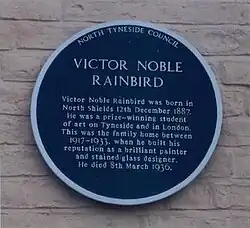 NORTH TYNESIDE COUNCIL
VICTOR NOBLE
RAINBIRD
Victor Noble Rainbird was born in
North Shields 12th December 1887.
He was a prize-winning student
of art on Tyneside and in London.
This was the family home between
1917-1933, when he built his
reputation as a brilliant painter
and stained glass designer.
He died 8th March 1936.